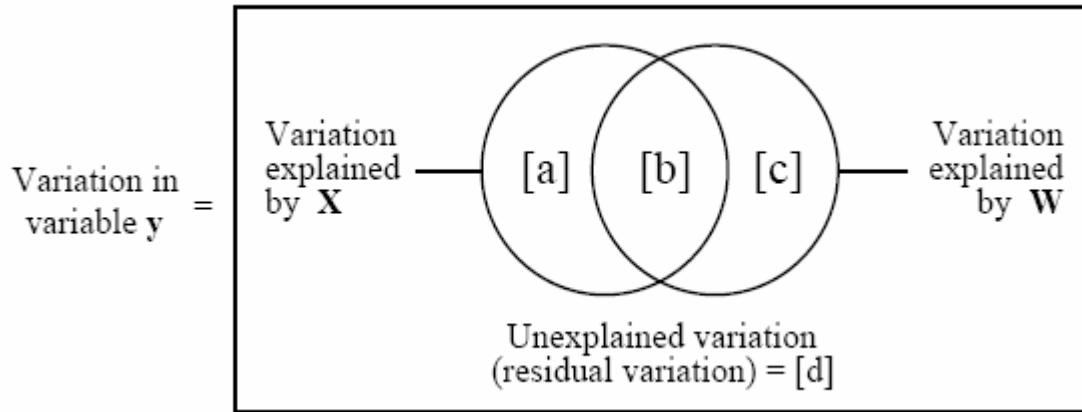 Variation in
variable y =
Variation
explained
by X
[a]
[b]
[c]
Variation
explained
by W
Unexplained variation
(residual variation) = [d]